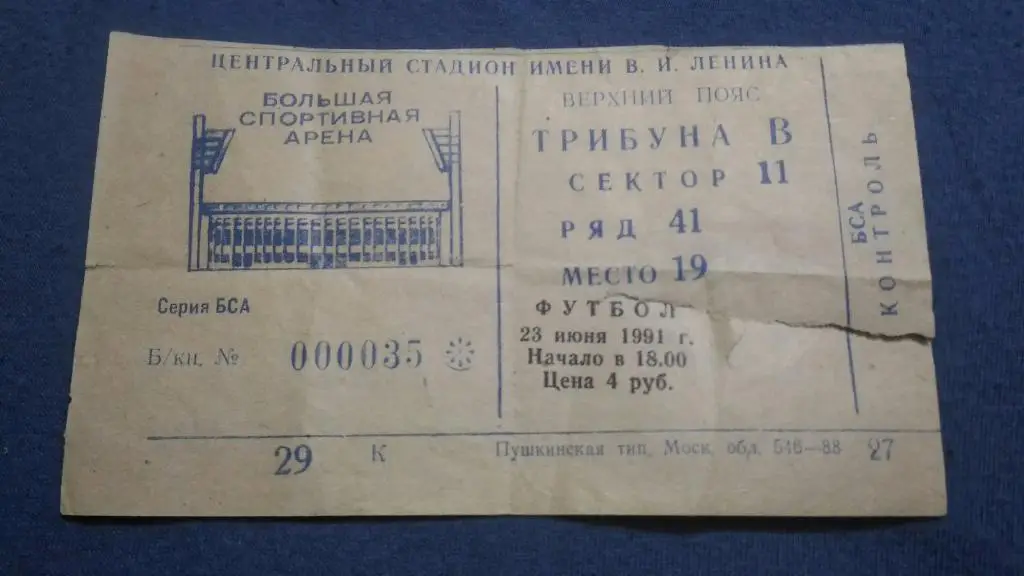 ЦЕНТРАЛЬНЫЙ СТАДИОН ИМЕНИ В. И. ЛЕНИНА
БОЛЬШАЯ
СПОРТИВНАЯ
АРЕНА
Серия БСА
Б/кн. № 000035
ВЕРХНИЙ ПОЯС
ТРИБУНА В
СЕКТОР 11
РЯД 41
МЕСТО 19
ФУТБОЛ
23 июня 1991 г.
Начало в 18.00
Цена 4 руб.
БСА
КОНТРОЛЬ
29 К Пушкинская тип. Моск. обл. 546—88 27